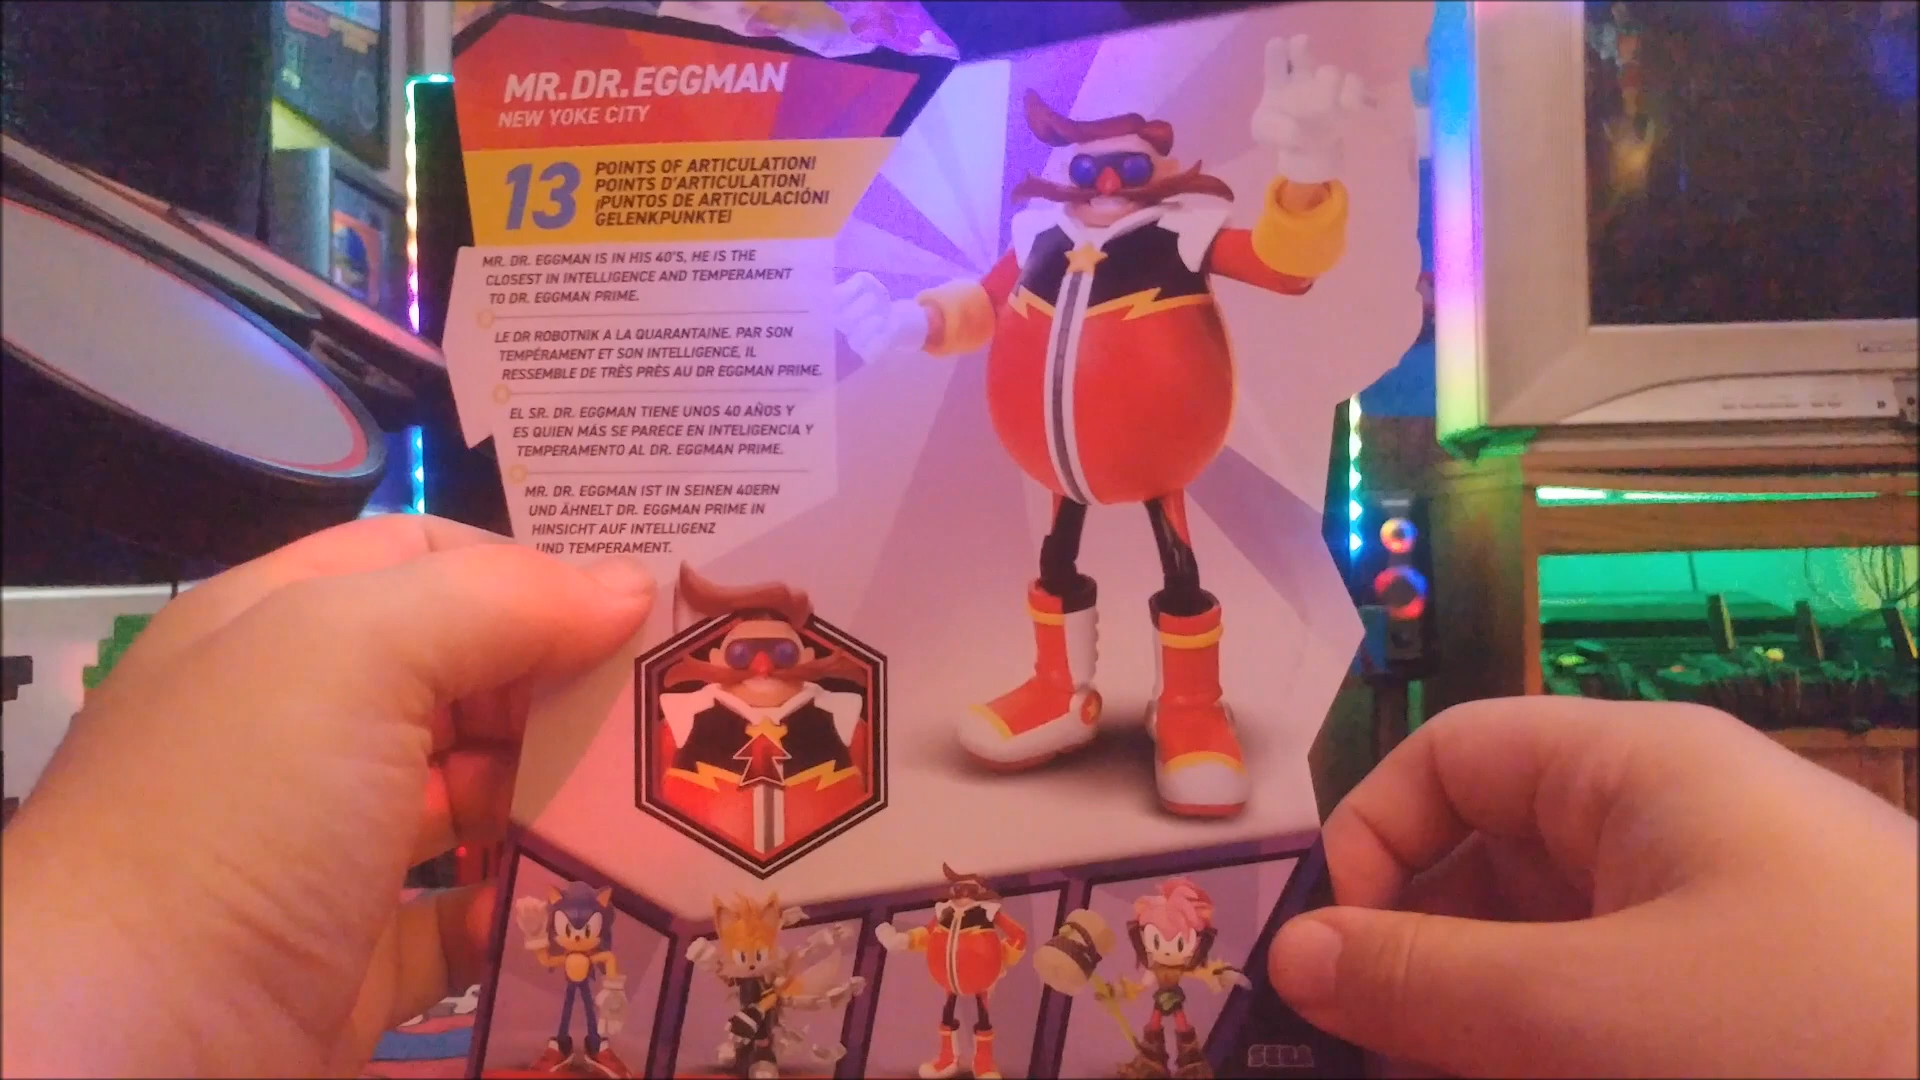 MR. DR. EGGMAN
NEW YOKE CITY
13
POINTS OF ARTICULATION!
POINTS D'ARTICULATION!
¡PUNTOS DE ARTICULACIÓN!
GELENKPUNKTE!
MR. DR. EGGMAN IS IN HIS 40'S, HE IS THE
CLOSEST IN INTELLIGENCE AND TEMPERAMENT
TO DR. EGGMAN PRIME.
LE DR ROBOTNIK A LA QUARANTAINE. PAR SON
TEMPÉRAMENT ET SON INTELLIGENCE, IL
RESSEMBLE DE TRÈS PRÈS AU DR EGGMAN PRIME.
EL SR. DR. EGGMAN TIENE UNOS 40 AÑOS Y
ES QUIEN MÁS SE PARECE EN INTELIGENCIA Y
TEMPERAMENTO AL DR. EGGMAN PRIME.
MR. DR. EGGMAN IST IN SEINEN 40ERN
UND ÄHNELT DR. EGGMAN PRIME IN
HINSICHT AUF INTELLIGENZ
UND TEMPERAMENT.
SEGA